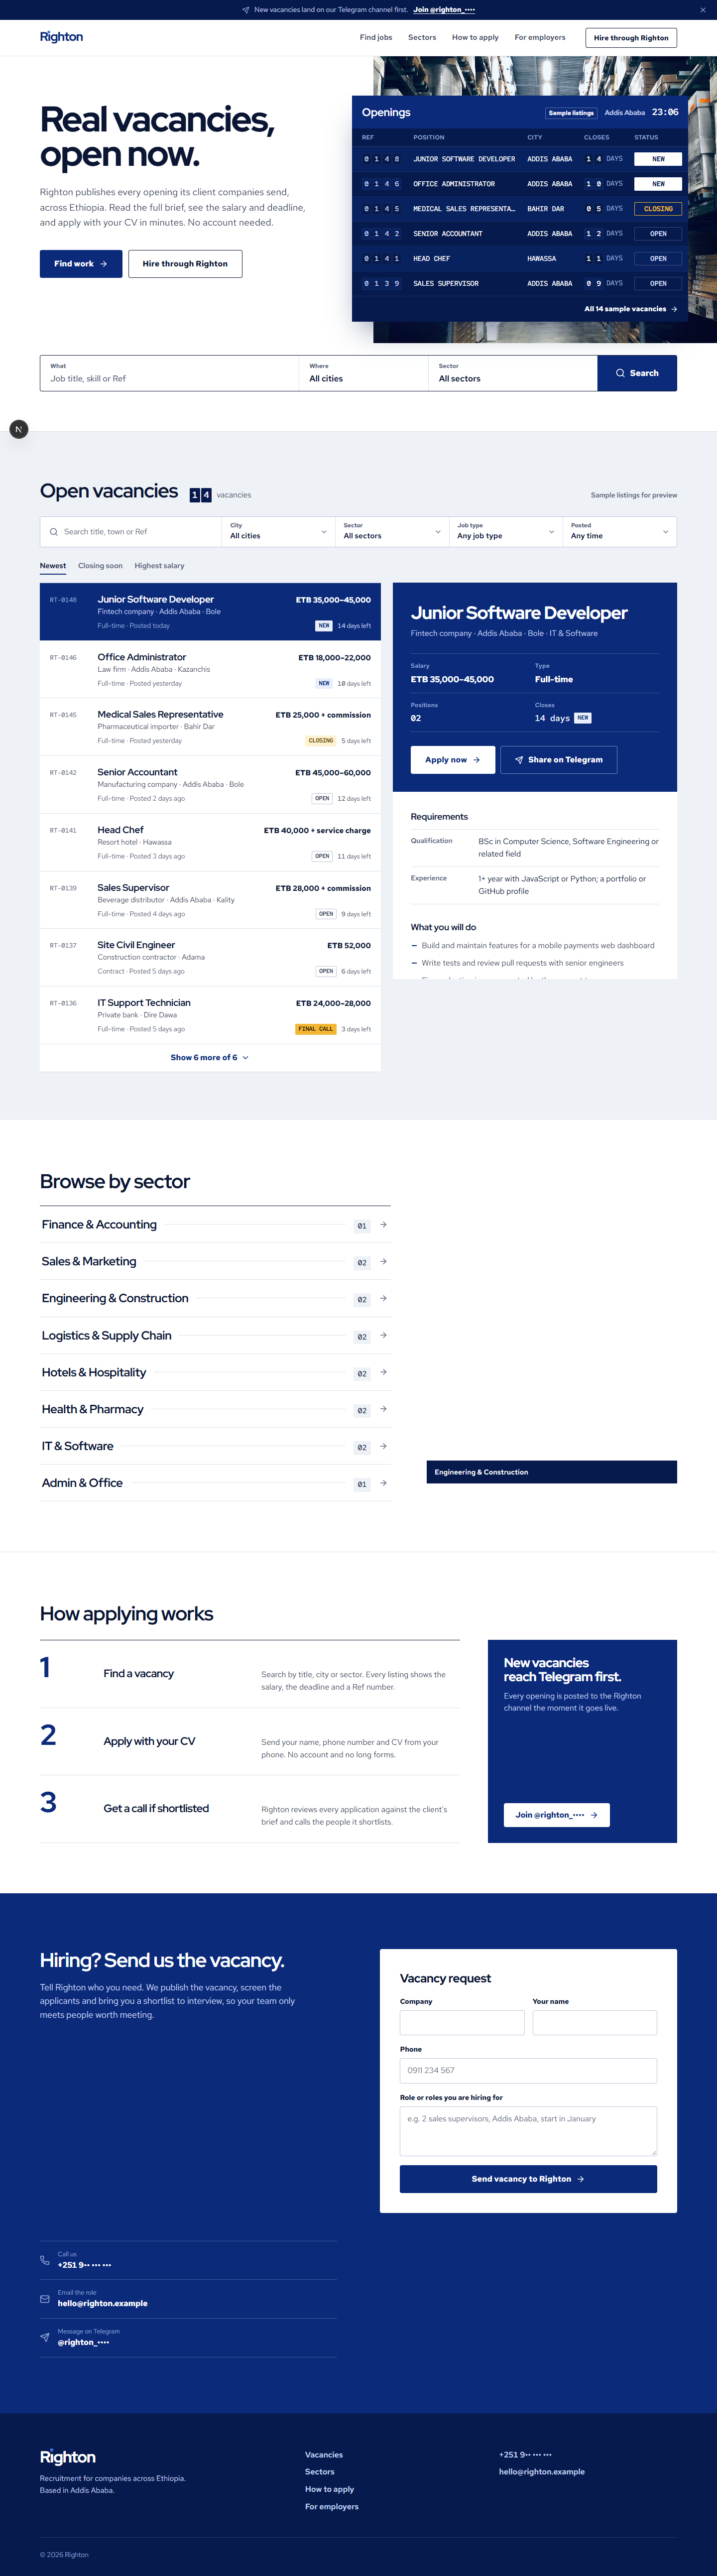 New vacancies land on our Telegram channel first. Join @righton_••••
Righton
Find jobs
Sectors
How to apply
For employers
Hire through Righton
Real vacancies,
open now.
Righton publishes every opening its client companies send,
across Ethiopia. Read the full brief, see the salary and deadline,
and apply with your CV in minutes. No account needed.
Find work
Hire through Righton
Openings
Sample listings
Addis Ababa 23:06
REF POSITION CITY CLOSES STATUS
0148 JUNIOR SOFTWARE DEVELOPER ADDIS ABABA 14 DAYS NEW
0146 OFFICE ADMINISTRATOR ADDIS ABABA 10 DAYS NEW
0145 MEDICAL SALES REPRESENTA… BAHIR DAR 05 DAYS CLOSING
0142 SENIOR ACCOUNTANT ADDIS ABABA 12 DAYS OPEN
0141 HEAD CHEF HAWASSA 11 DAYS OPEN
0139 SALES SUPERVISOR ADDIS ABABA 09 DAYS OPEN
All 14 sample vacancies
What
Job title, skill or Ref
Where
All cities
Sector
All sectors
Search
N
Open vacancies 14 vacancies
Sample listings for preview
Search title, town or Ref
City
All cities
Sector
All sectors
Job type
Any job type
Posted
Any time
Newest
Closing soon
Highest salary
RT-0148 Junior Software Developer ETB 35,000–45,000
Fintech company · Addis Ababa · Bole
Full-time · Posted today NEW 14 days left
RT-0146 Office Administrator ETB 18,000–22,000
Law firm · Addis Ababa · Kazanchis
Full-time · Posted yesterday NEW 10 days left
RT-0145 Medical Sales Representative ETB 25,000 + commission
Pharmaceutical importer · Bahir Dar
Full-time · Posted yesterday CLOSING 5 days left
RT-0142 Senior Accountant ETB 45,000–60,000
Manufacturing company · Addis Ababa · Bole
Full-time · Posted 2 days ago OPEN 12 days left
RT-0141 Head Chef ETB 40,000 + service charge
Resort hotel · Hawassa
Full-time · Posted 3 days ago OPEN 11 days left
RT-0139 Sales Supervisor ETB 28,000 + commission
Beverage distributor · Addis Ababa · Kality
Full-time · Posted 4 days ago OPEN 9 days left
RT-0137 Site Civil Engineer ETB 52,000
Construction contractor · Adama
Contract · Posted 5 days ago OPEN 6 days left
RT-0136 IT Support Technician ETB 24,000–28,000
Private bank · Dire Dawa
Full-time · Posted 5 days ago FINAL CALL 3 days left
Show 6 more of 6
Junior Software Developer
Fintech company · Addis Ababa · Bole · IT & Software
Salary
ETB 35,000–45,000
Type
Full-time
Positions
02
Closes
14 days NEW
Apply now
Share on Telegram
Requirements
Qualification BSc in Computer Science, Software Engineering or
related field
Experience 1+ year with JavaScript or Python; a portfolio or
GitHub profile
What you will do
– Build and maintain features for a mobile payments web dashboard
– Write tests and review pull requests with senior engineers
Browse by sector
Finance & Accounting 01
Sales & Marketing 02
Engineering & Construction 02
Logistics & Supply Chain 02
Hotels & Hospitality 02
Health & Pharmacy 02
IT & Software 02
Admin & Office 01
Engineering & Construction
How applying works
1 Find a vacancy Search by title, city or sector. Every listing shows the
salary, the deadline and a Ref number.
2 Apply with your CV Send your name, phone number and CV from your
phone. No account and no long forms.
3 Get a call if shortlisted Righton reviews every application against the client's
brief and calls the people it shortlists.
New vacancies
reach Telegram first.
Every opening is posted to the Righton
channel the moment it goes live.
Join @righton_••••
Hiring? Send us the vacancy.
Tell Righton who you need. We publish the vacancy, screen the
applicants and bring you a shortlist to interview, so your team only
meets people worth meeting.
Vacancy request
Company
Your name
Phone
0911 234 567
Role or roles you are hiring for
e.g. 2 sales supervisors, Addis Ababa, start in January
Send vacancy to Righton
Call us
+251 9•• ••• •••
Email the role
hello@righton.example
Message on Telegram
@righton_••••
Righton
Recruitment for companies across Ethiopia.
Based in Addis Ababa.
Vacancies
Sectors
How to apply
For employers
+251 9•• ••• •••
hello@righton.example
© 2026 Righton